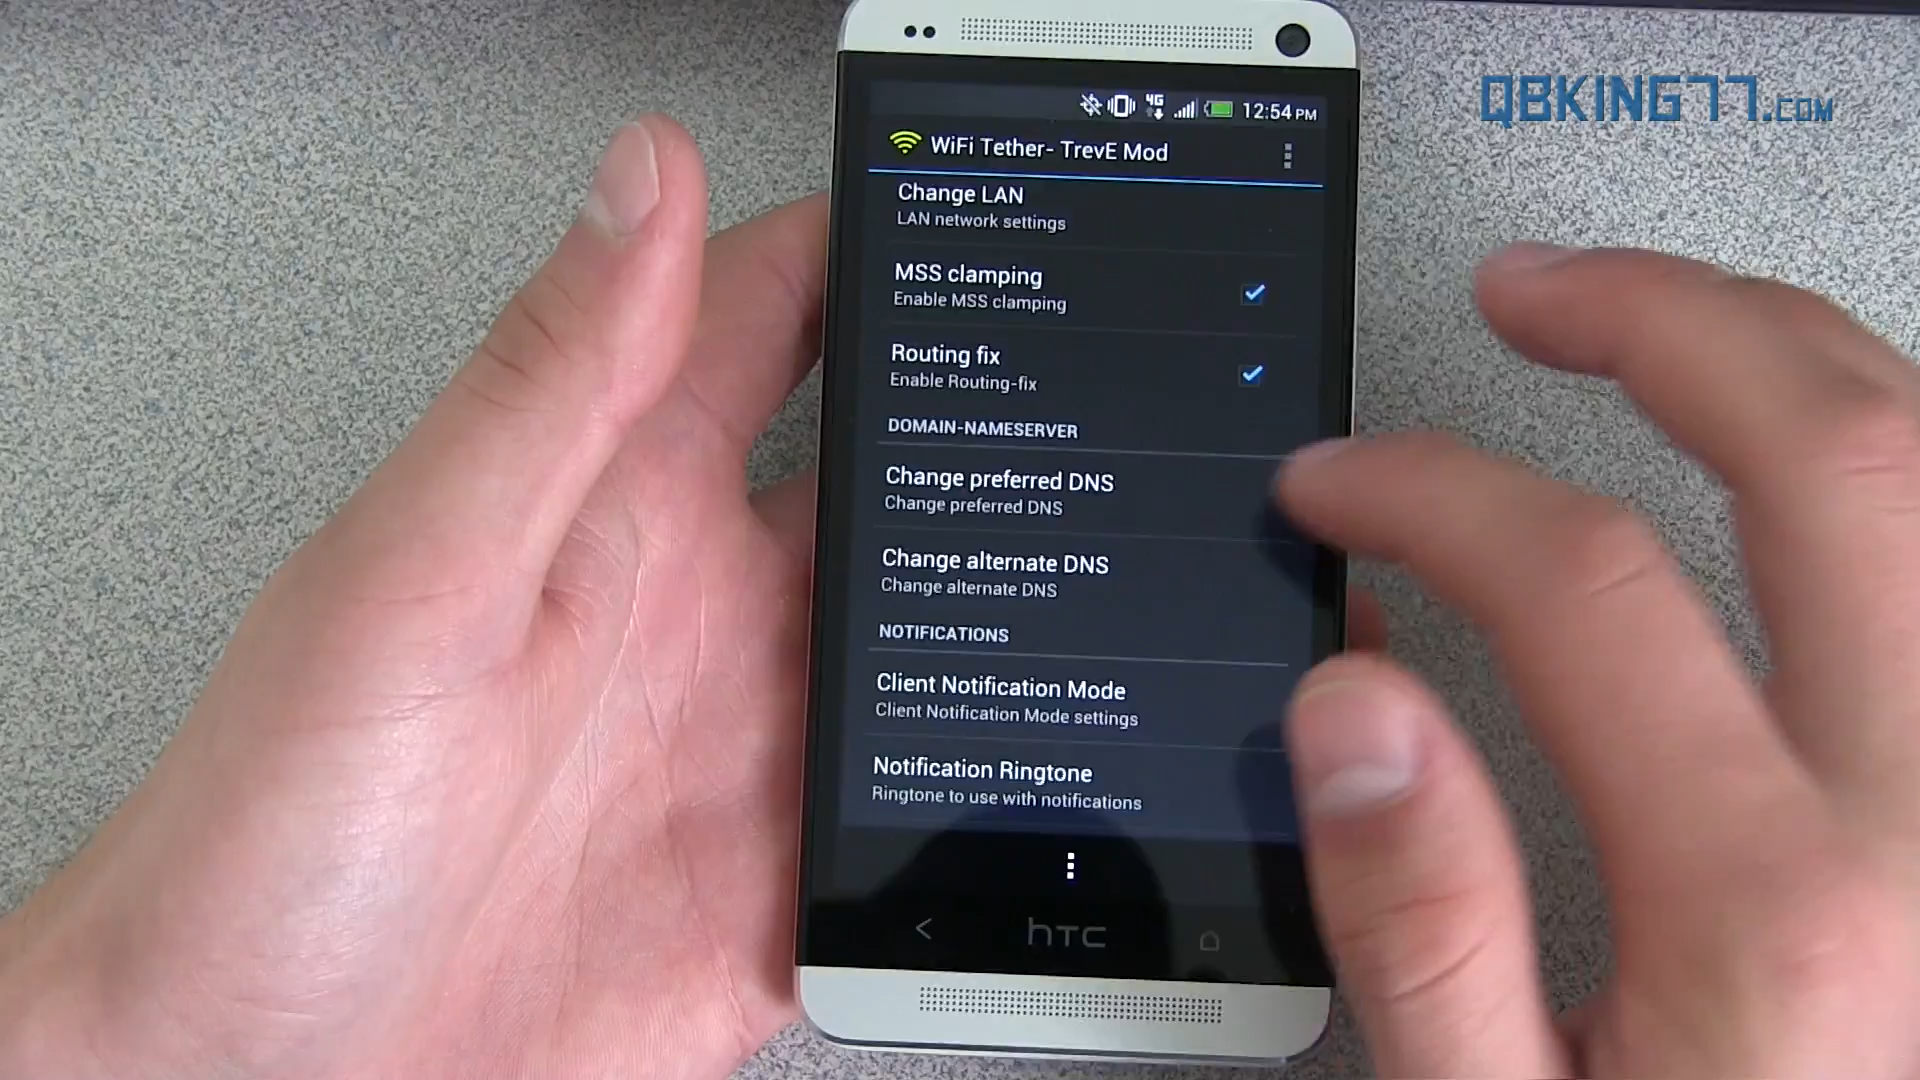 QBKING77.COM
4G 12:54 PM
WiFi Tether- TrevE Mod
Change LAN
LAN network settings
MSS clamping
Enable MSS clamping
Routing fix
Enable Routing-fix
DOMAIN-NAMESERVER
Change preferred DNS
Change preferred DNS
Change alternate DNS
Change alternate DNS
NOTIFICATIONS
Client Notification Mode
Client Notification Mode settings
Notification Ringtone
Ringtone to use with notifications
hTC